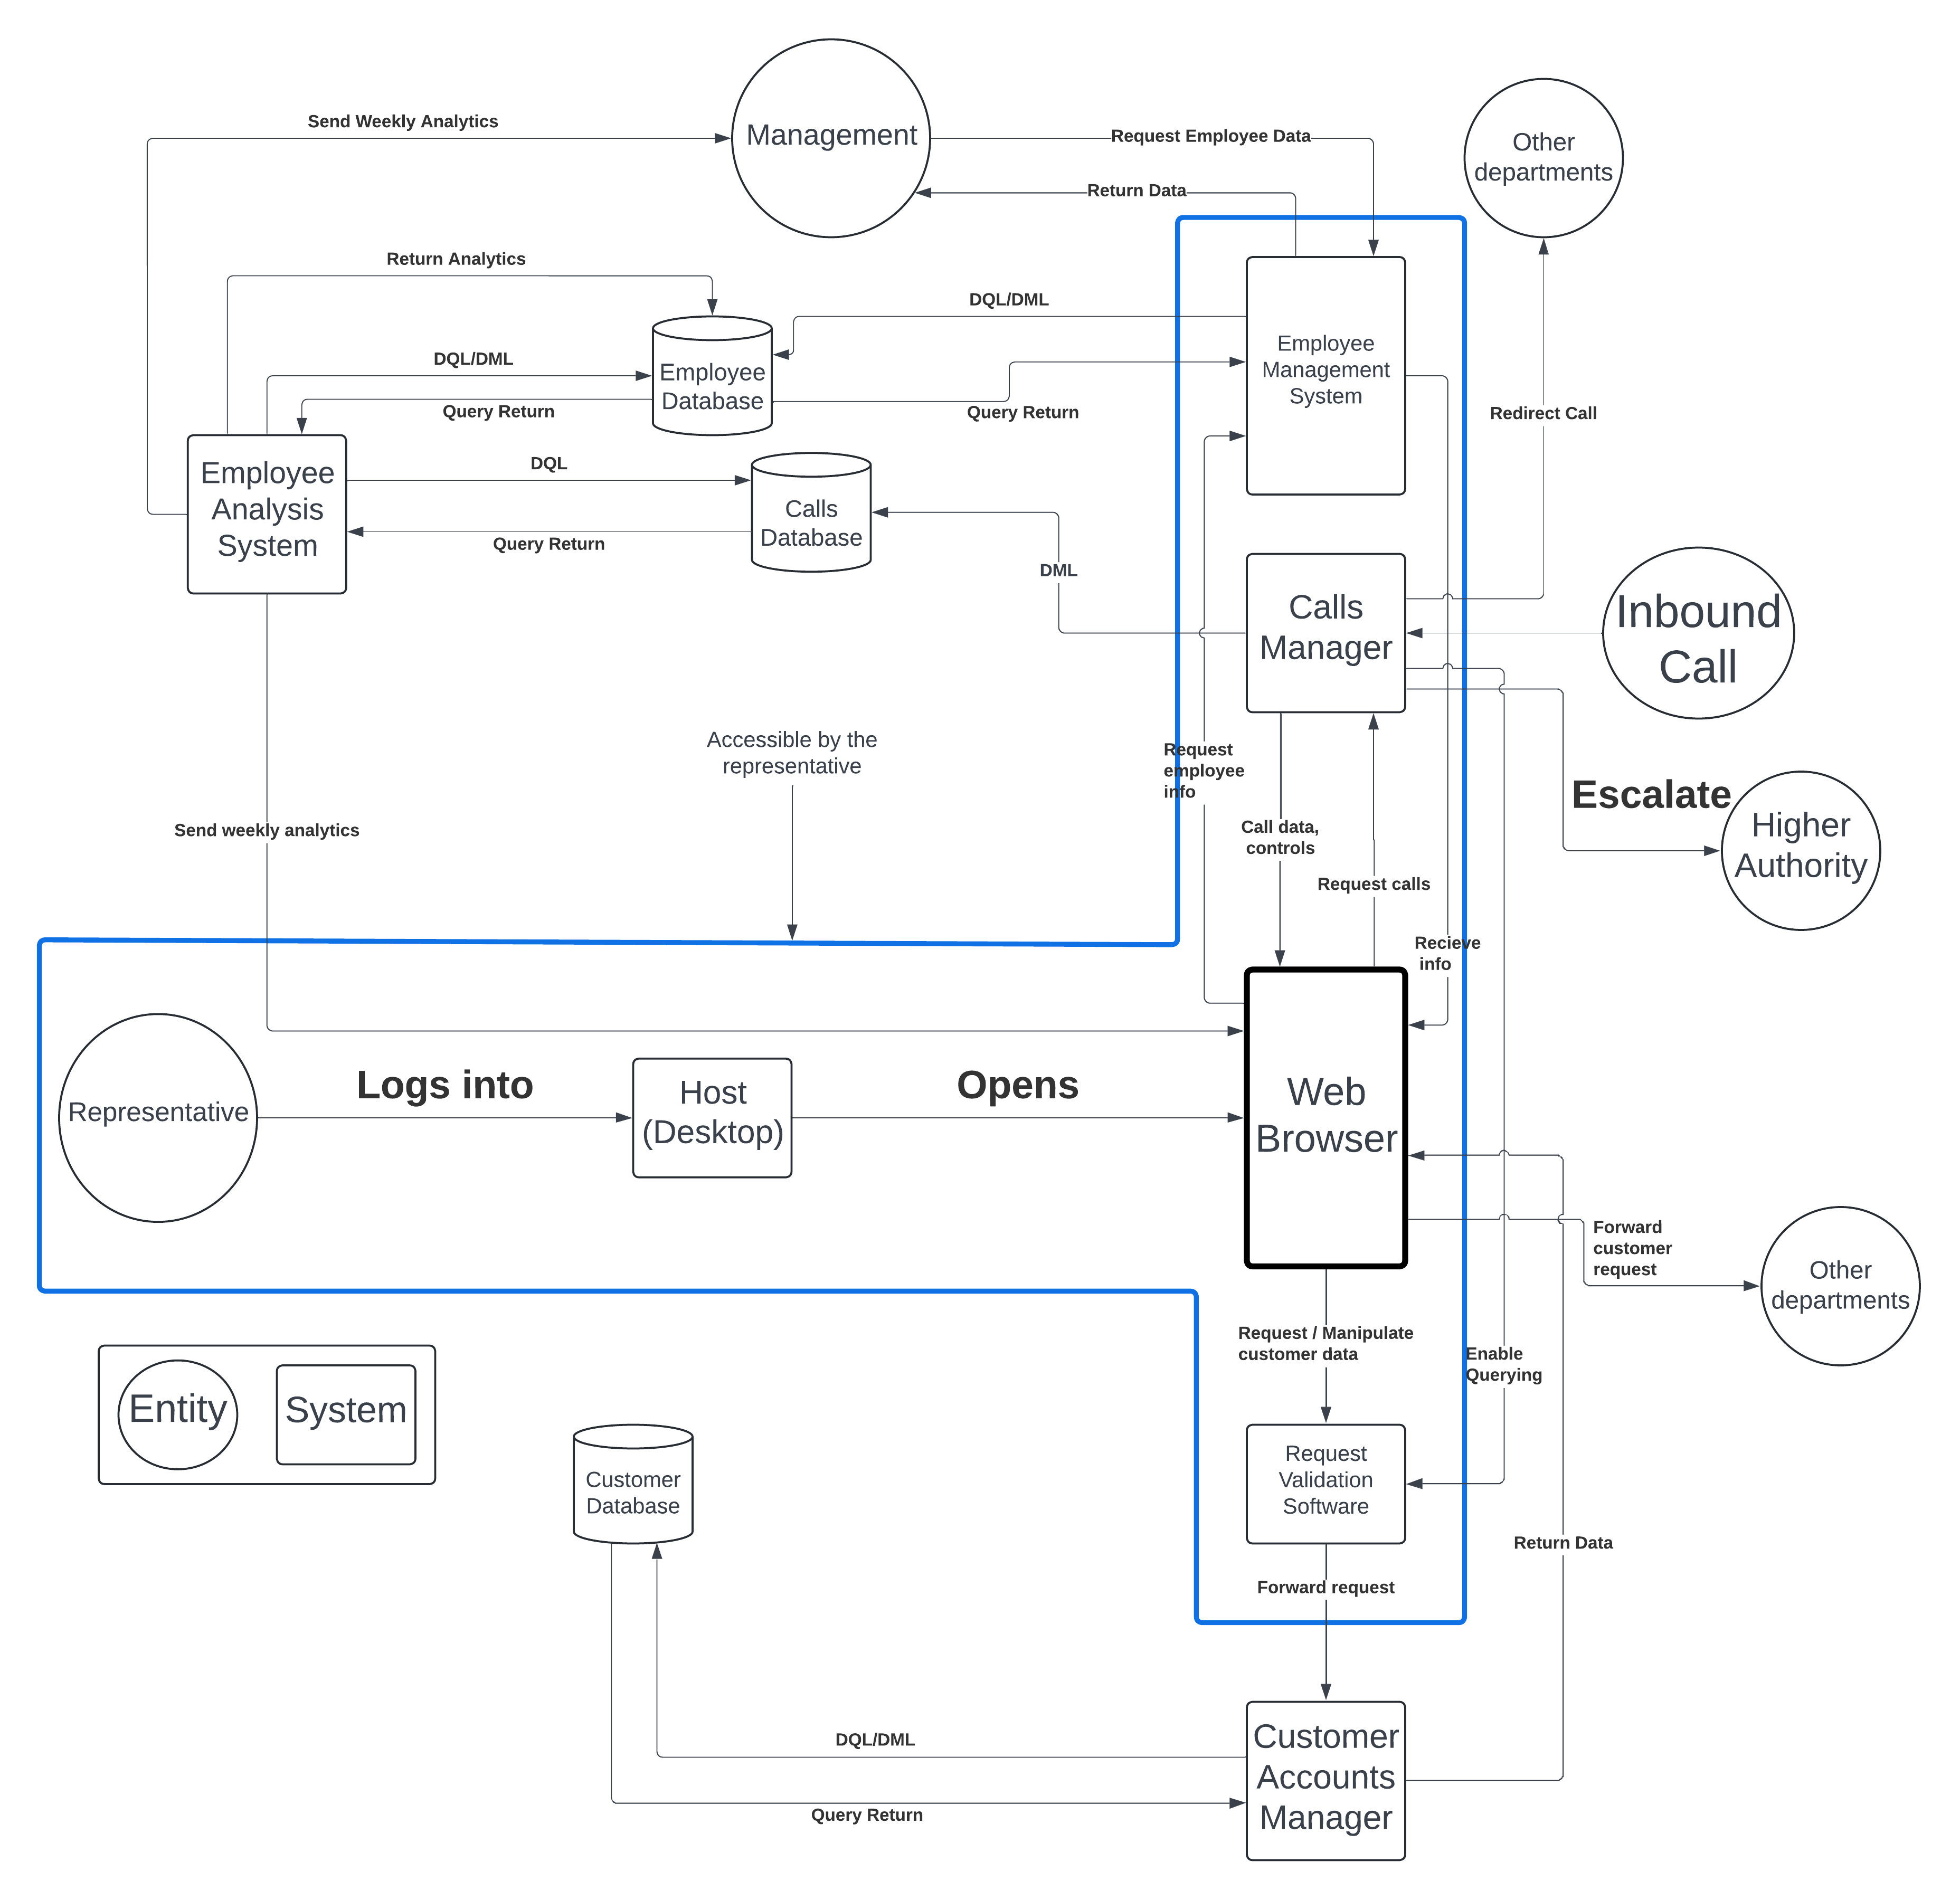 Send Weekly Analytics
Management
Request Employee Data
Return Data
Other
departments
Return Analytics
DQL/DML
Employee
Management
System
DQL/DML
Employee
Database
Query Return
Query Return
Redirect Call
Employee
Analysis
System
DQL
Calls
Database
Query Return
DML
Calls
Manager
Inbound
Call
Accessible by the
representative
Request
employee
info
Escalate
Higher
Authority
Send weekly analytics
Call data,
controls
Request calls
Recieve
info
Representative
Logs into
Host
(Desktop)
Opens
Web
Browser
Forward
customer
request
Other
departments
Request / Manipulate
customer data
Enable
Querying
Entity
System
Customer
Database
Request
Validation
Software
Return Data
Forward request
DQL/DML
Customer
Accounts
Manager
Query Return